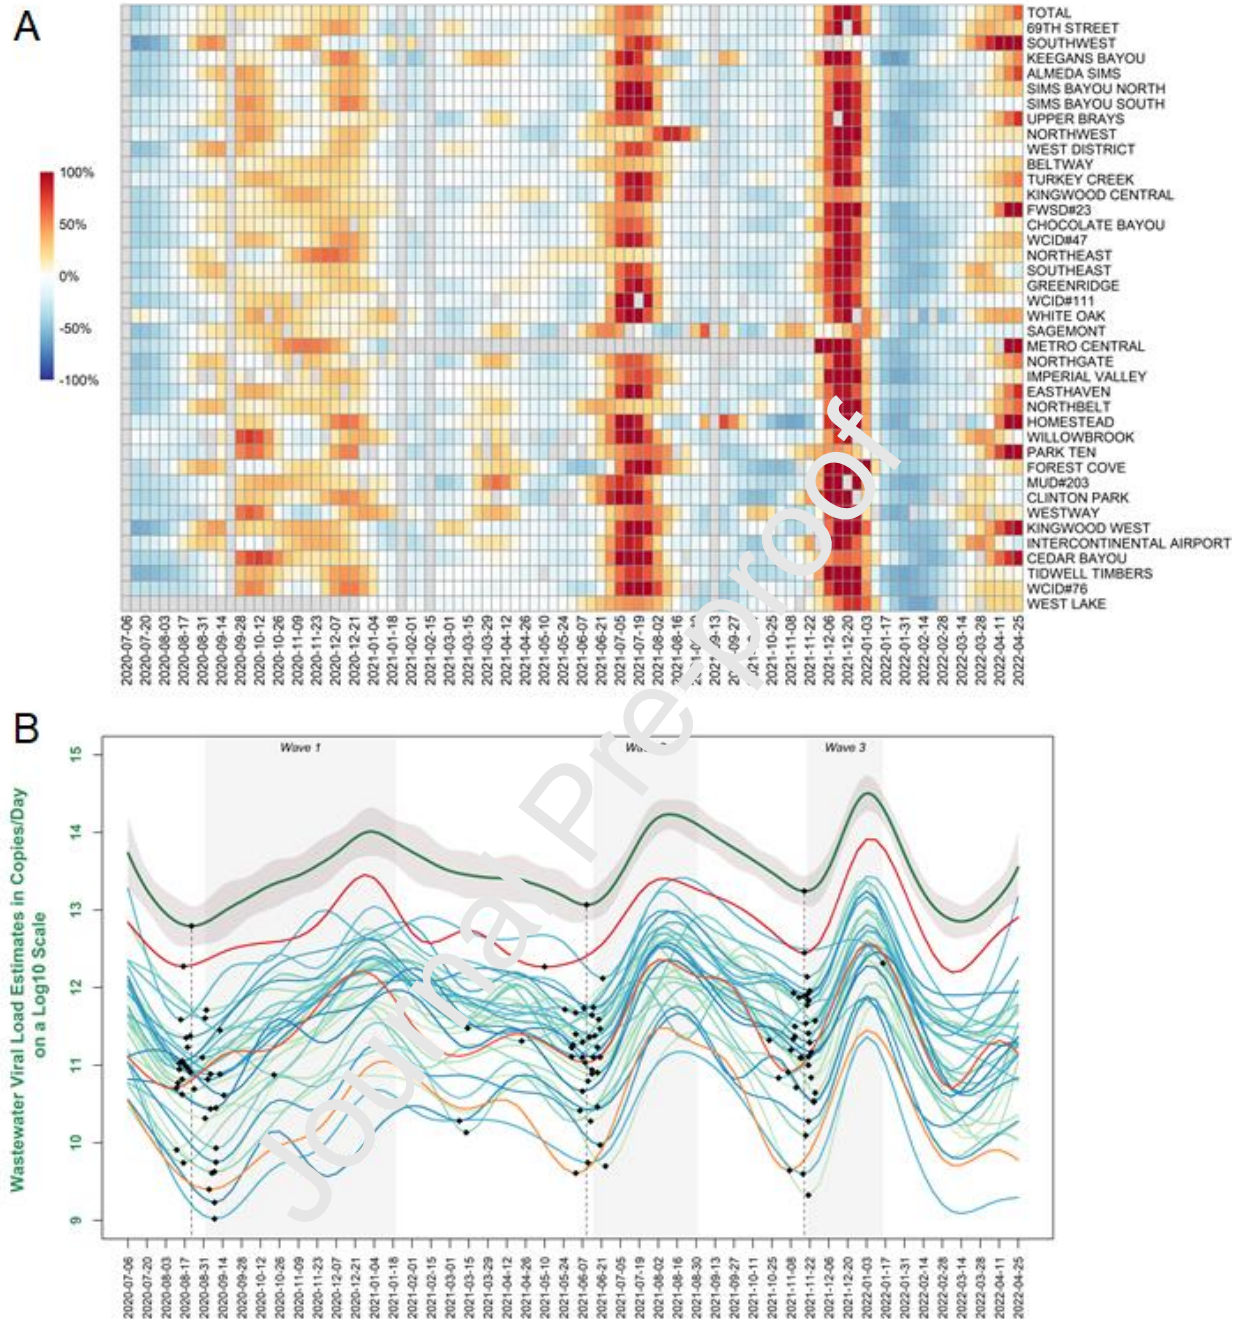 A
100%
50%
0%
-50%
-100%
TOTAL
69TH STREET
SOUTHWEST
KEEGANS BAYOU
ALMEDA SIMS
SIMS BAYOU NORTH
SIMS BAYOU SOUTH
UPPER BRAYS
NORTHWEST
WEST DISTRICT
BELTWAY
TURKEY CREEK
KINGWOOD CENTRAL
FWSD#23
CHOCOLATE BAYOU
WCID#47
NORTHEAST
SOUTHEAST
GREENRIDGE
WCID#111
WHITE OAK
SAGEMONT
METRO CENTRAL
NORTHGATE
IMPERIAL VALLEY
EASTHAVEN
NORTHBELT
HOMESTEAD
WILLOWBROOK
PARK TEN
FOREST COVE
MUD#203
CLINTON PARK
WESTWAY
KINGWOOD WEST
INTERCONTINENTAL AIRPORT
CEDAR BAYOU
TIDWELL TIMBERS
WCID#76
WEST LAKE
2020-07-06
2020-07-20
2020-08-03
2020-08-17
2020-08-31
2020-09-28
2020-10-12
2020-10-26
2020-11-09
2020-11-23
2020-12-07
2020-12-21
2021-01-04
2021-01-18
2021-02-01
2021-02-15
2021-03-01
2021-03-15
2021-03-29
2021-04-12
2021-04-26
2021-05-10
2021-05-24
2021-06-07
2021-06-21
2021-07-05
2021-07-19
2021-08-02
2021-08-16
2021-09-13
2021-09-27
2021-10-25
2021-11-08
2021-11-22
2021-12-06
2021-12-20
2022-01-03
2022-01-17
2022-01-31
2022-02-14
2022-02-28
2022-03-14
2022-03-28
2022-04-11
2022-04-25
Journal Pre-proof
B
Wastewater Viral Load Estimates in Copies/Day
on a Log10 Scale
15
14
13
12
11
10
9
Wave 1
Wave 3
2020-07-06
2020-07-20
2020-08-03
2020-08-17
2020-08-31
2020-09-14
2020-09-28
2020-10-12
2020-10-26
2020-11-09
2020-11-23
2020-12-07
2020-12-21
2021-01-04
2021-01-18
2021-02-01
2021-02-15
2021-03-01
2021-03-15
2021-03-29
2021-04-12
2021-04-26
2021-05-10
2021-05-24
2021-06-07
2021-06-21
2021-07-05
2021-07-19
2021-08-02
2021-08-16
2021-08-30
2021-09-13
2021-09-27
2021-10-11
2021-10-25
2021-11-08
2021-11-22
2021-12-06
2021-12-20
2022-01-03
2022-01-17
2022-01-31
2022-02-14
2022-02-28
2022-03-14
2022-03-28
2022-04-11
2022-04-25